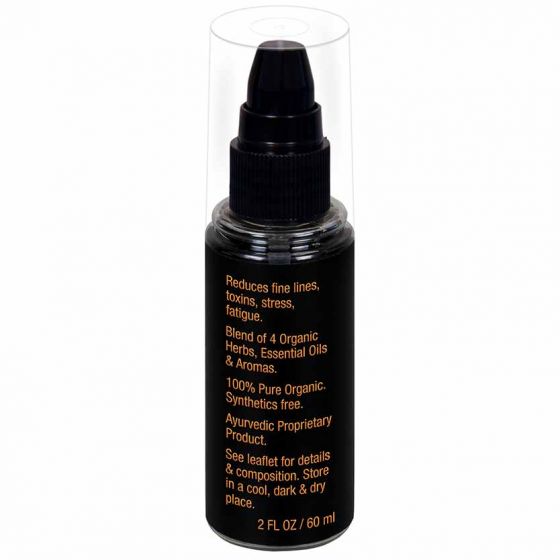 Reduces fine lines,
toxins, stress,
fatigue.
Blend of 4 Organic
Herbs, Essential Oils
& Aromas.
100% Pure Organic.
Synthetics free.
Ayurvedic Proprietary
Product.
See leaflet for details
& composition. Store
in a cool, dark & dry
place.
2 FL OZ / 60 ml